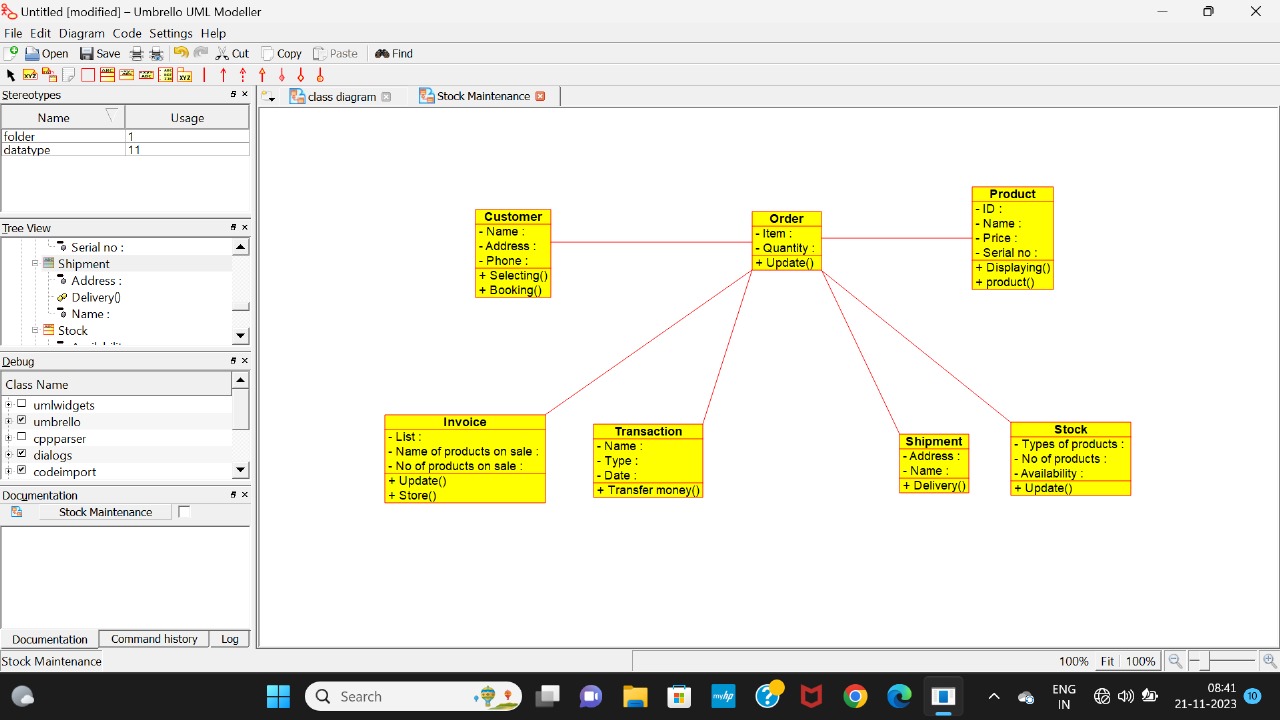 Untitled [modified] – Umbrello UML Modeller
File Edit Diagram Code Settings Help
Open Save Cut Copy Paste Find
Stereotypes
class diagram
Stock Maintenance
Name Usage
folder 1
datatype 11
Tree View
Serial no :
Shipment
Address :
Delivery()
Name :
Stock
Debug
Class Name
umlwidgets
umbrello
cppparser
dialogs
codeimport
Documentation
Stock Maintenance
Documentation Command history Log
Customer
- Name :
- Address :
- Phone :
+ Selecting()
+ Booking()
Order
- Item :
- Quantity :
+ Update()
Product
- ID :
- Name :
- Price :
- Serial no :
+ Displaying()
+ product()
Invoice
- List :
- Name of products on sale :
- No of products on sale :
+ Update()
+ Store()
Transaction
- Name :
- Type :
- Date :
+ Transfer money()
Shipment
- Address :
- Name :
+ Delivery()
Stock
- Types of products :
- No of products :
- Availability :
+ Update()
Stock Maintenance
100% Fit 100%
Search
myhp
ENG
IN
08:41
21-11-2023
10